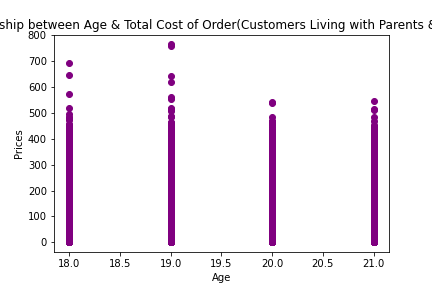 ship between Age & Total Cost of Order(Customers Living with Parents &
800
700
600
500
400
300
200
100
0
Prices
18.0 18.5 19.0 19.5 20.0 20.5 21.0
Age